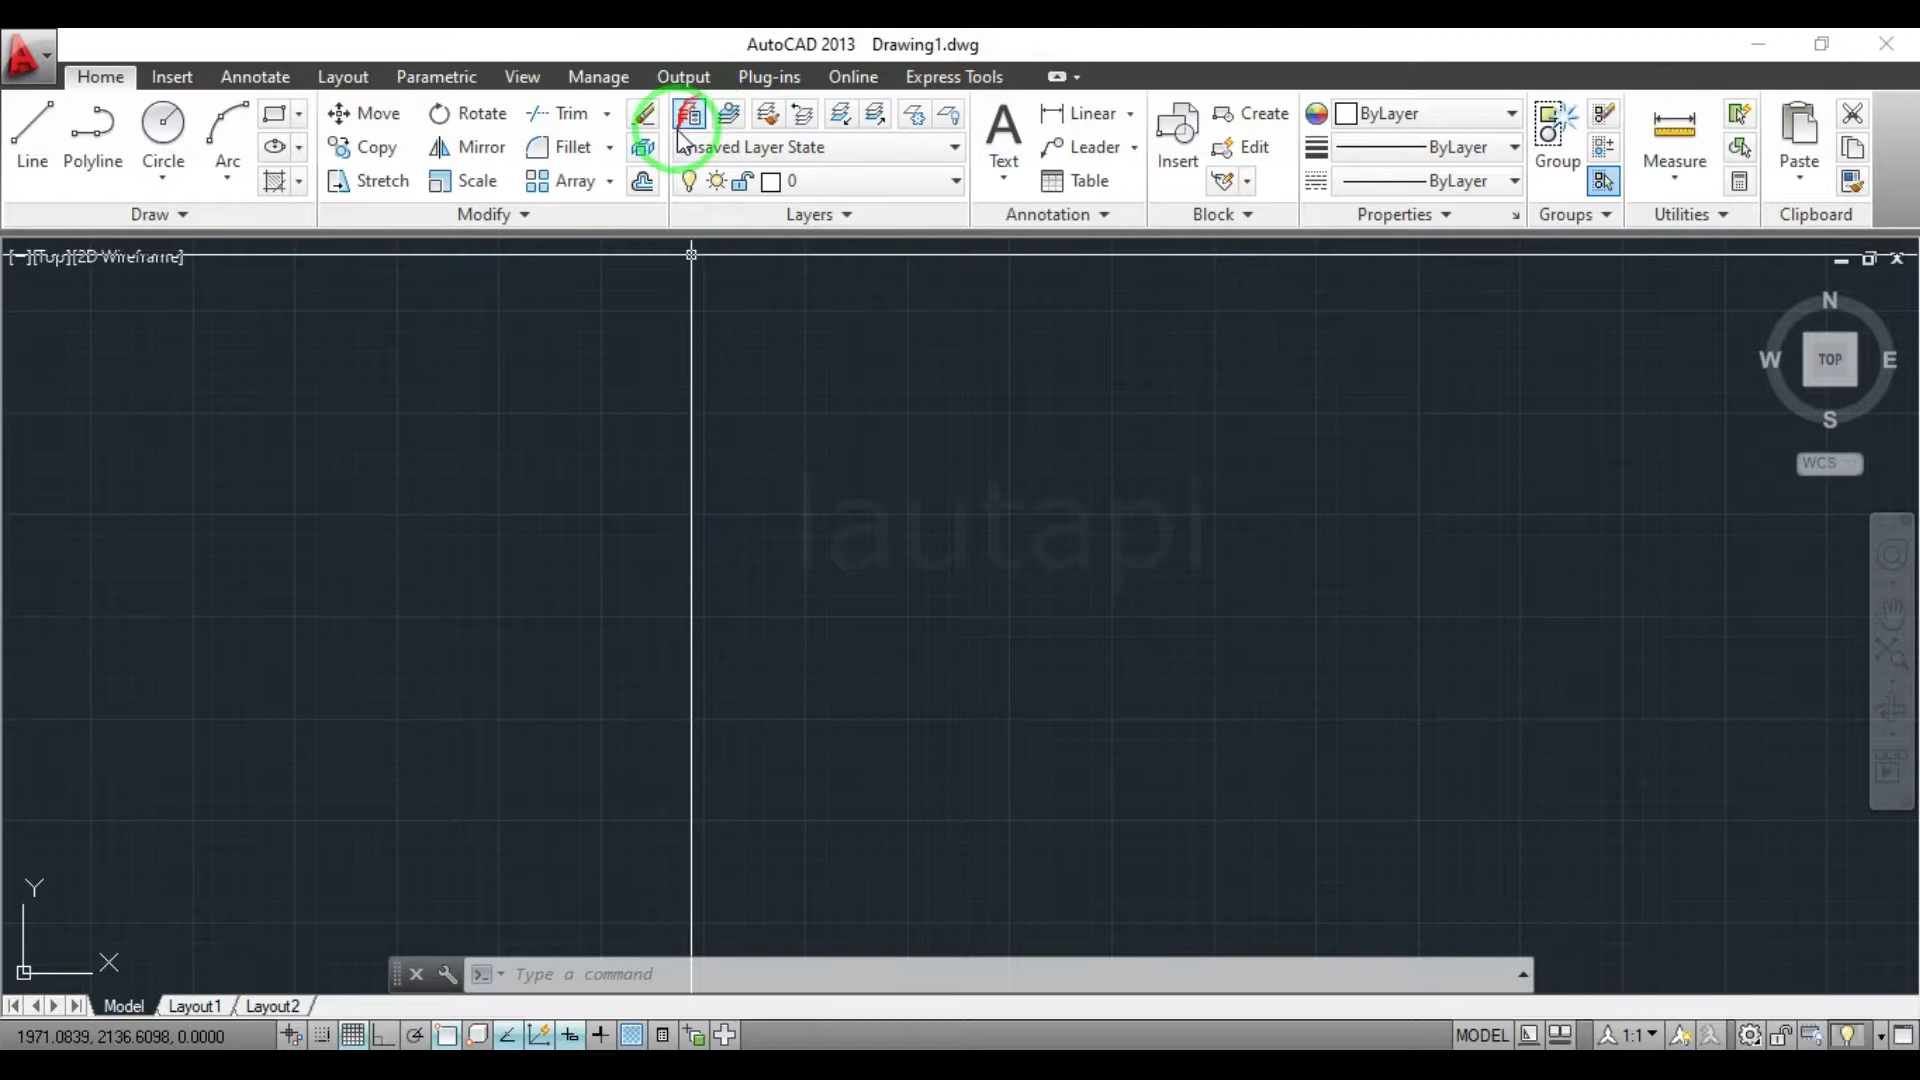 AutoCAD 2013 Drawing1.dwg
Home Insert Annotate Layout Parametric View Manage Output Plug-ins Online Express Tools
Line Polyline Circle Arc
Move Rotate Trim
Copy Mirror Fillet
Stretch Scale Array
Layer State
0
Text
Linear
Leader
Table
Insert
Create
Edit
ByLayer
ByLayer
ByLayer
Group
Measure
Paste
Draw Modify Layers Annotation Block Properties Groups Utilities Clipboard
[−][Top][2D Wireframe]
N
W TOP E
S
WCS
lautapi
Y
X
Type a command
Model Layout1 Layout2
1971.0839, 2136.6098, 0.0000 MODEL 1:1